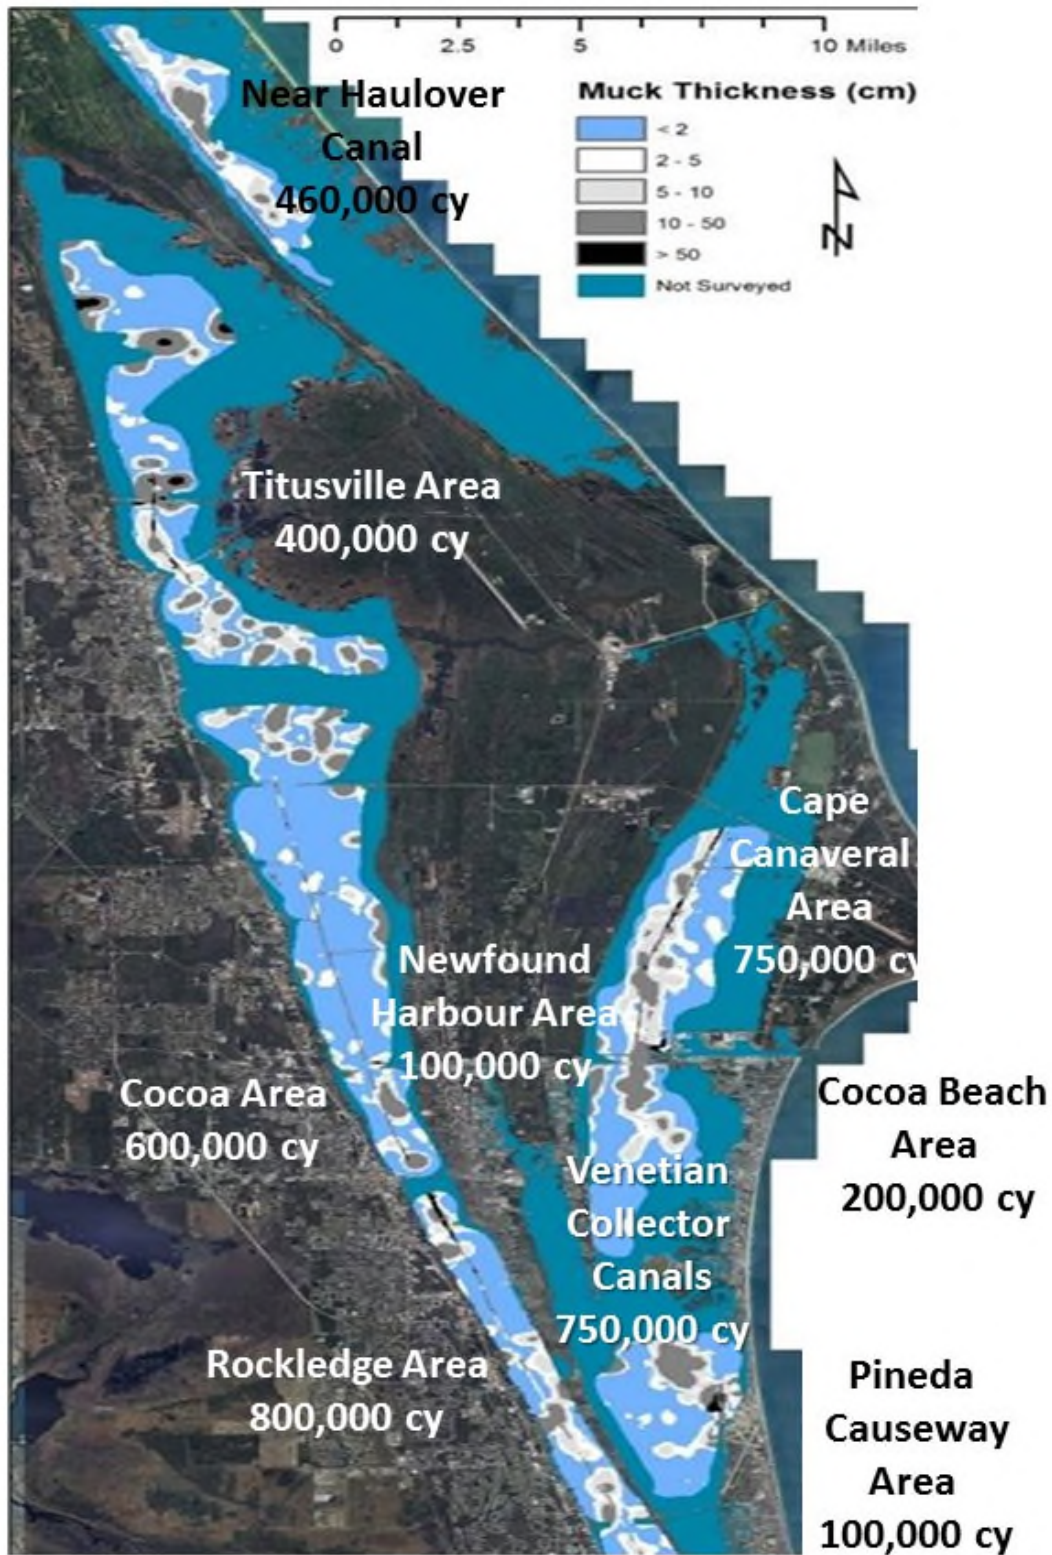 0 2.5 5 10 Miles
Muck Thickness (cm)
< 2
2 - 5
5 - 10
10 - 50
> 50
Not Surveyed
N
Near Haulover
Canal
460,000 cy
Titusville Area
400,000 cy
Cape
Canaveral
Area
750,000 cy
Newfound
Harbour Area
100,000 cy
Cocoa Area
600,000 cy
Cocoa Beach
Area
200,000 cy
Venetian
Collector
Canals
750,000 cy
Rockledge Area
800,000 cy
Pineda
Causeway
Area
100,000 cy